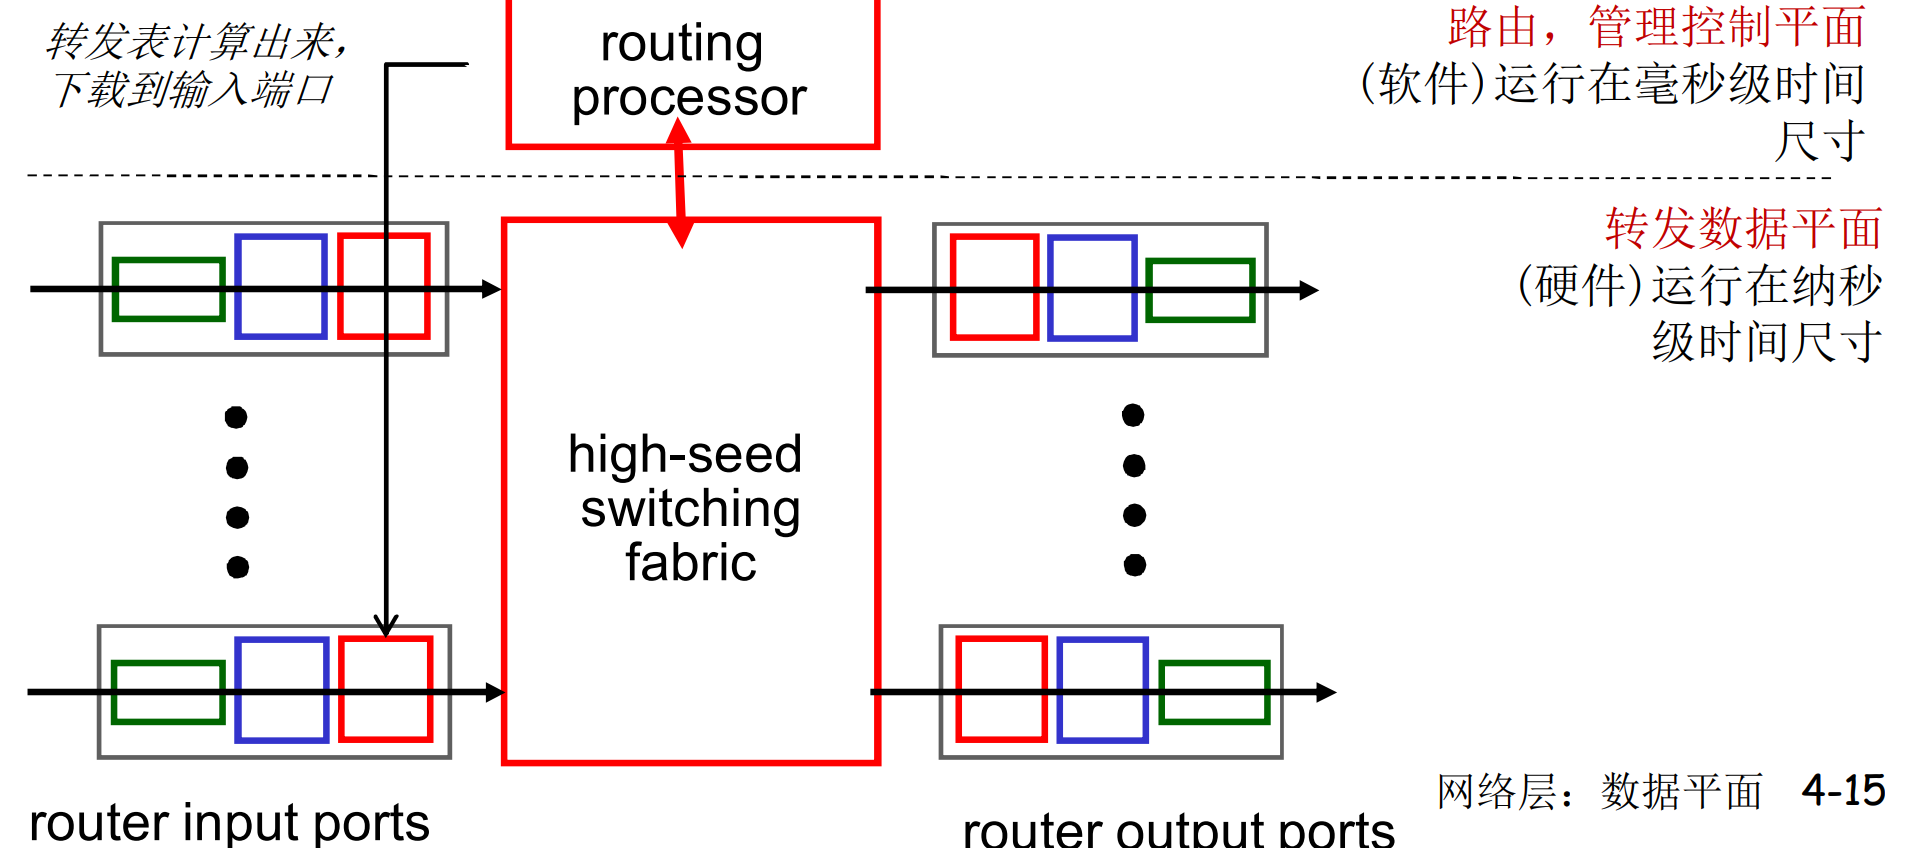 转发表计算出来，
下载到输入端口
routing
processor
路由，管理控制平面
(软件)运行在毫秒级时间
尺寸
转发数据平面
(硬件)运行在纳秒
级时间尺寸
high-seed
switching
fabric
router input ports
router output ports
网络层：数据平面 4-15